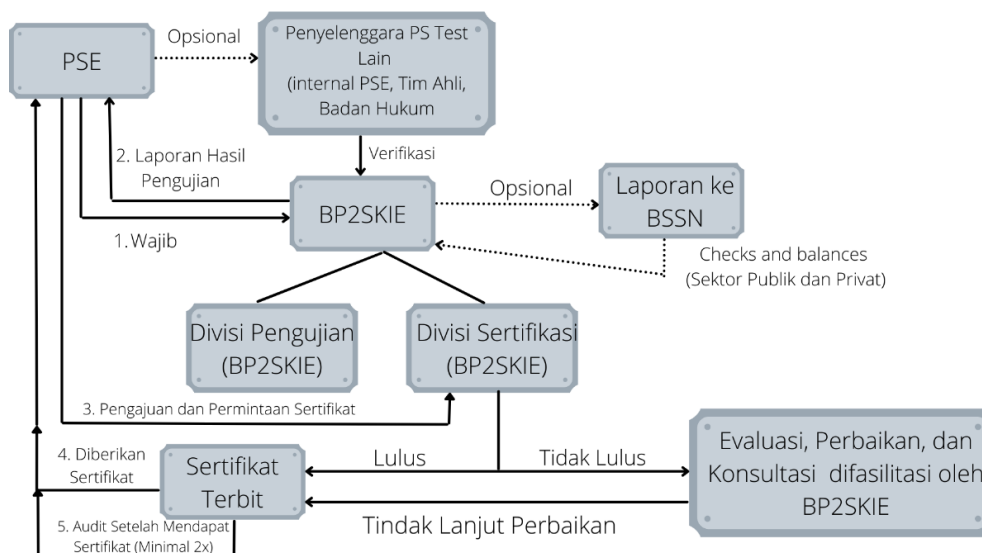 PSE
Opsional
Penyelenggara PS Test
Lain
(internal PSE, Tim Ahli,
Badan Hukum
Verifikasi
2. Laporan Hasil
Pengujian
1.Wajib
BP2SKIE
Opsional
Laporan ke
BSSN
Checks and balances
(Sektor Publik dan Privat)
Divisi Pengujian
(BP2SKIE)
Divisi Sertifikasi
(BP2SKIE)
3. Pengajuan dan Permintaan Sertifikat
4. Diberikan
Sertifikat
Sertifikat
Terbit
Lulus
Tidak Lulus
Evaluasi, Perbaikan, dan
Konsultasi difasilitasi oleh
BP2SKIE
Tindak Lanjut Perbaikan
5. Audit Setelah Mendapat
Sertifikat (Minimal 2x)